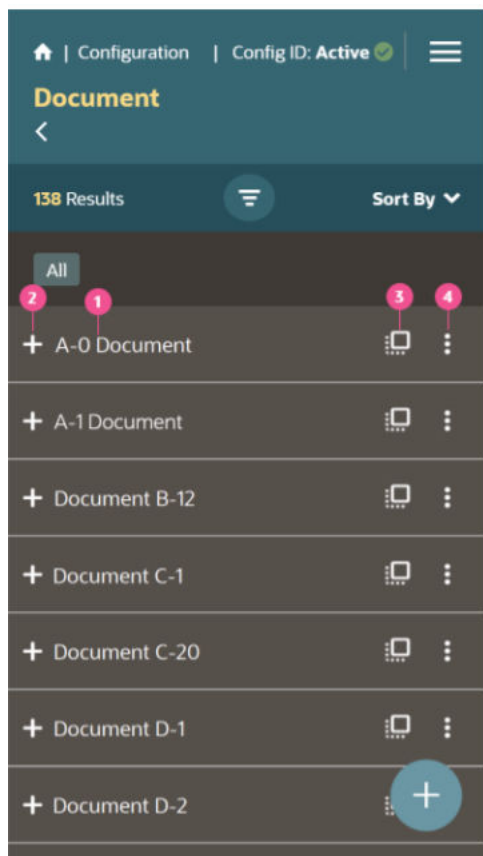 | Configuration | Config ID: Active
Document
138 Results Sort By
All
2 1 3 4
A-0 Document
A-1 Document
Document B-12
Document C-1
Document C-20
Document D-1
Document D-2